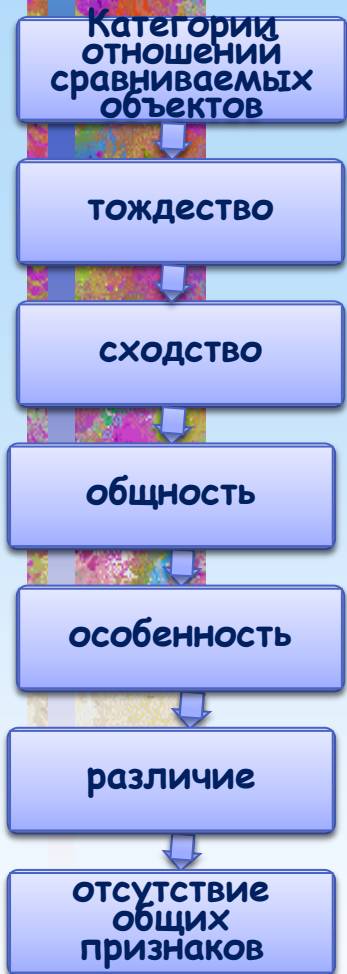 Категории
отношений
сравниваемых
объектов
тождество
сходство
общность
особенность
различие
отсутствие
общих
признаков